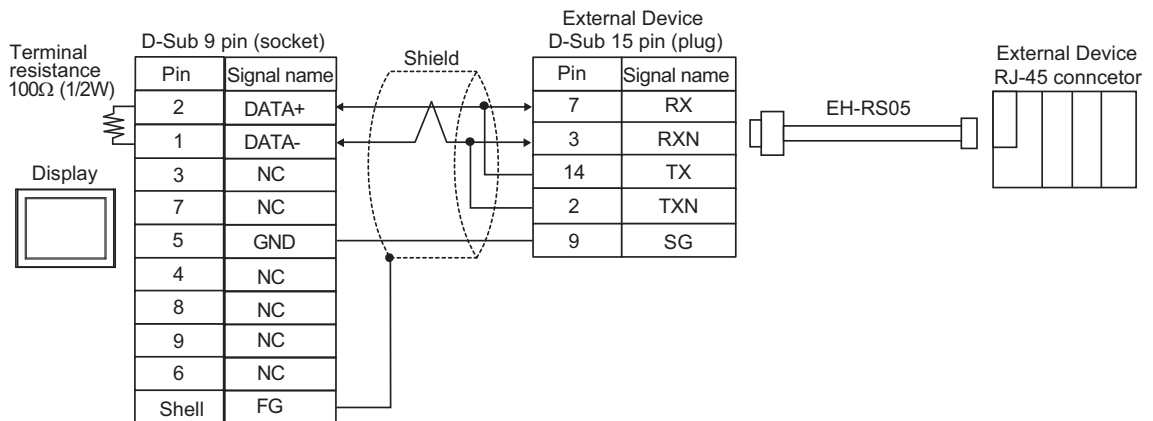 External Device
D-Sub 9 pin (socket)
D-Sub 15 pin (plug)
Terminal
resistance
100Ω (1/2W)
Shield
External Device
RJ-45 conncetor
Pin Signal name
Pin Signal name
2 DATA+
7 RX
EH-RS05
1 DATA-
3 RXN
Display
3 NC
14 TX
7 NC
2 TXN
5 GND
9 SG
4 NC
8 NC
9 NC
6 NC
Shell FG